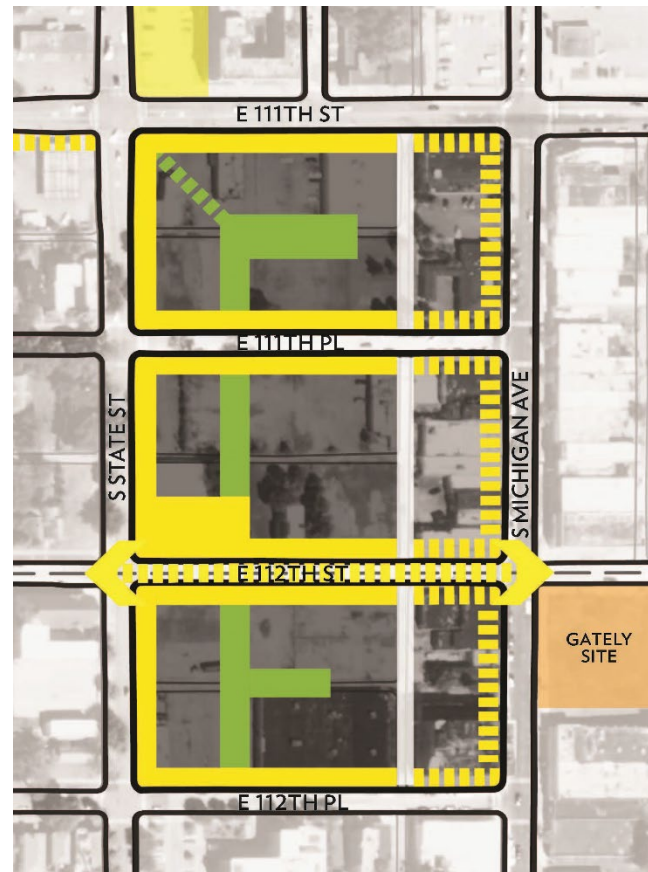 E 111TH ST
E 111TH PL
S STATE ST
S MICHIGAN AVE
E 112TH ST
GATELY
SITE
E 112TH PL